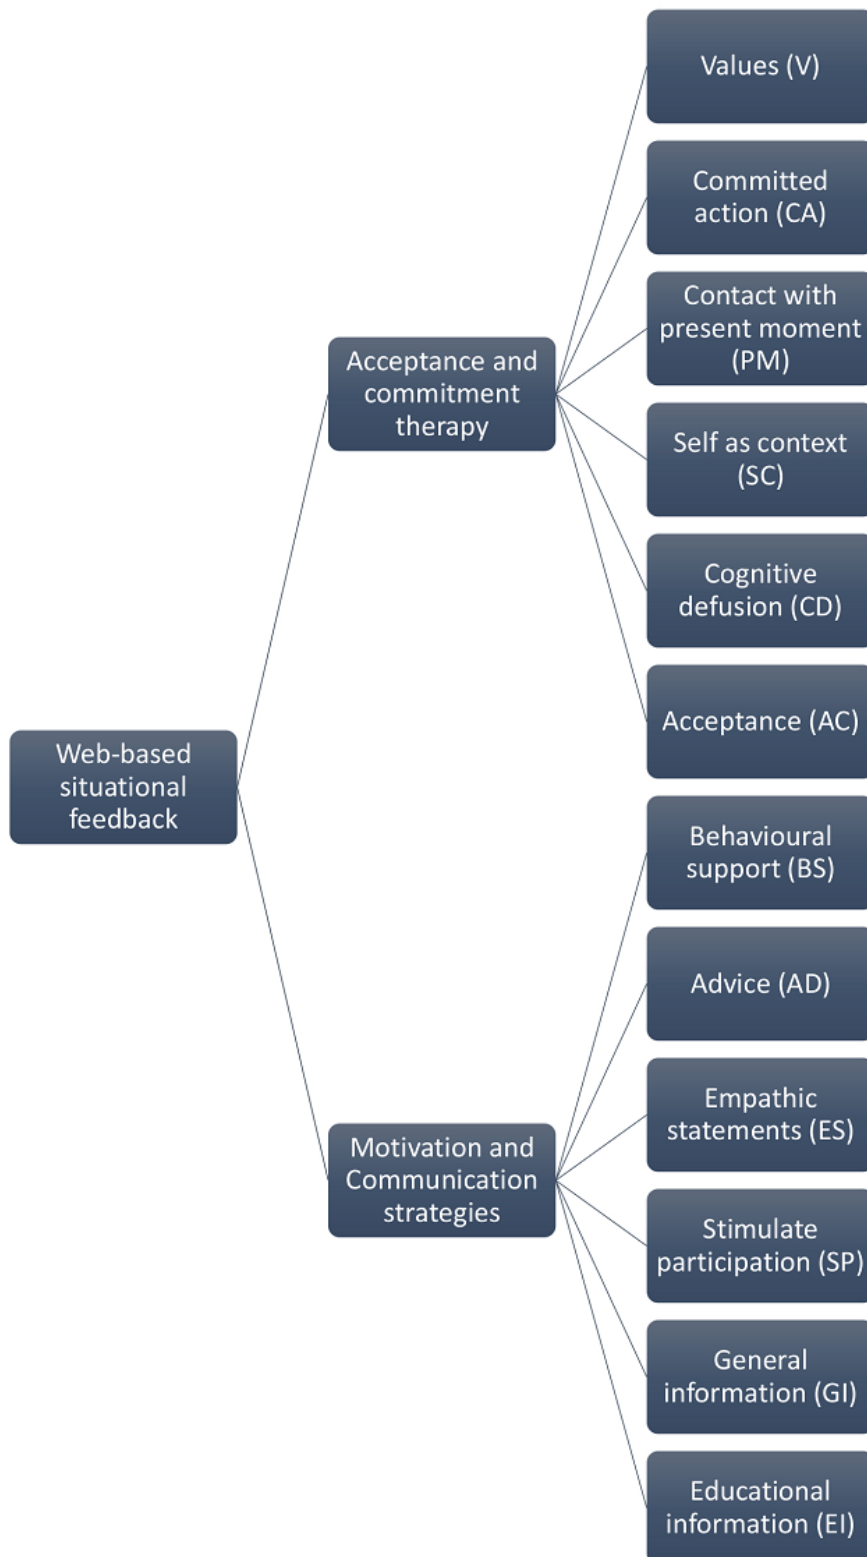 Values (V)
Committed
action (CA)
Contact with
present moment
(PM)
Acceptance and
commitment
therapy
Self as context
(SC)
Cognitive
defusion (CD)
Acceptance (AC)
Web-based
situational
feedback
Behavioural
support (BS)
Advice (AD)
Empathic
statements (ES)
Motivation and
Communication
strategies
Stimulate
participation (SP)
General
information (GI)
Educational
information (EI)